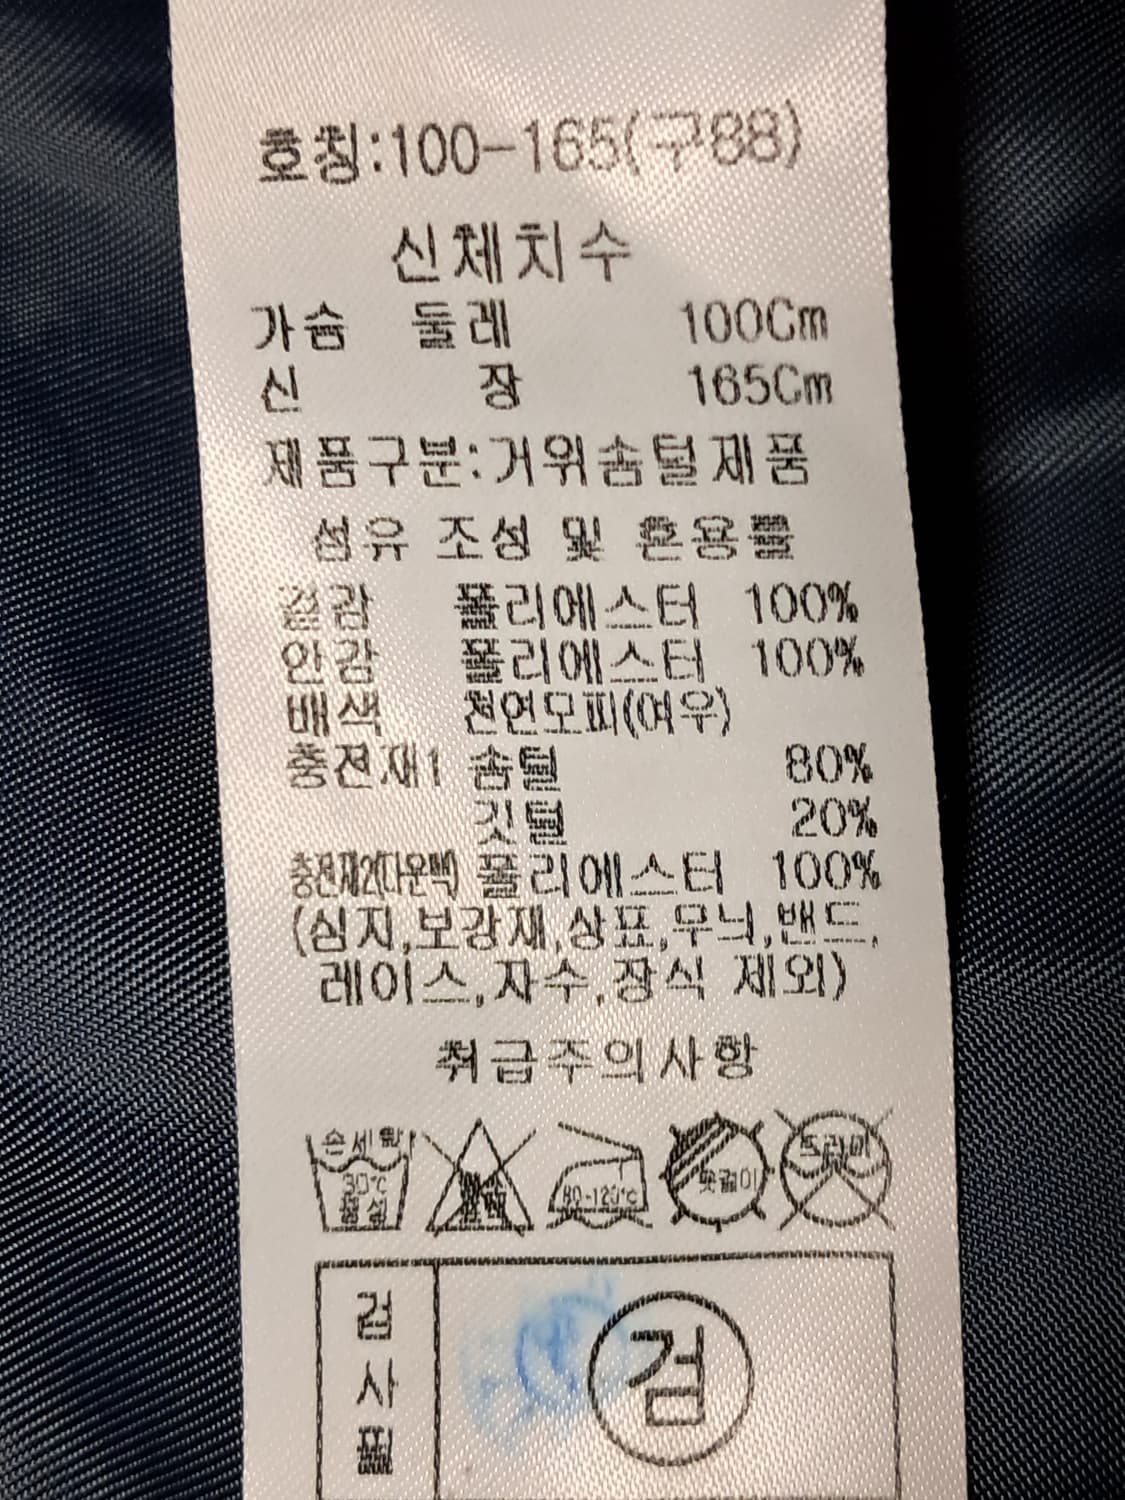 호칭:100-165(구88)
신체치수
가슴 둘레 100Cm
신 장 165Cm
제품구분:거위솜털제품
섬유 조성 및 혼용률
겉감 폴리에스터 100%
안감 폴리에스터 100%
배색 천연모피(여우)
충전재1 솜털 80%
깃털 20%
충전재2(다운백) 폴리에스터 100%
(심지,보강재,상표,무늬,밴드,
레이스,자수,장식 제외)
취급주의사항
손세탁 30℃ 중성
80-120℃
옷걸이
드라이
검사필
검